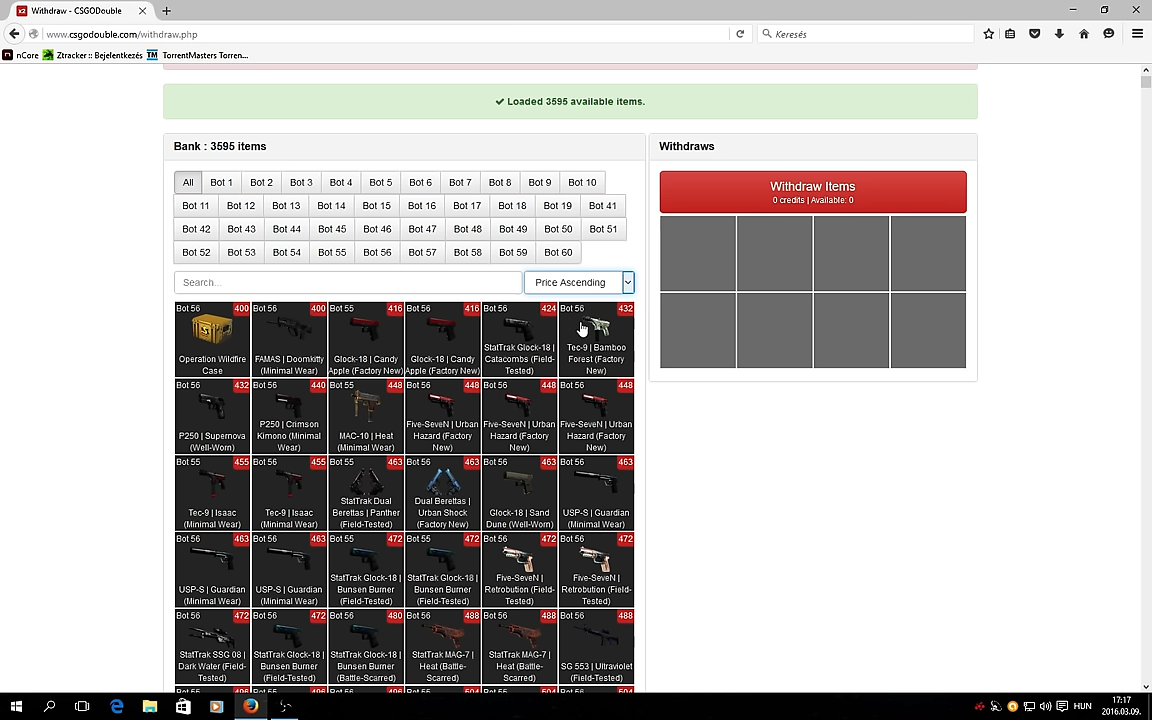 Withdraw - CSGODouble
www.csgodouble.com/withdraw.php
Keresés
nCore
Ztracker :: Bejelentkezés
TM
TorrentMasters Torren...
✓ Loaded 3595 available items.
Bank : 3595 items
Withdraws
All Bot 1 Bot 2 Bot 3 Bot 4 Bot 5 Bot 6 Bot 7 Bot 8 Bot 9 Bot 10
Bot 11 Bot 12 Bot 13 Bot 14 Bot 15 Bot 16 Bot 17 Bot 18 Bot 19 Bot 41
Bot 42 Bot 43 Bot 44 Bot 45 Bot 46 Bot 47 Bot 48 Bot 49 Bot 50 Bot 51
Bot 52 Bot 53 Bot 54 Bot 55 Bot 56 Bot 57 Bot 58 Bot 59 Bot 60
Withdraw Items
0 credits | Available: 0
Search...
Price Ascending
Bot 56 400
Operation Wildfire
Case
Bot 56 416
FAMAS | Doomkitty
(Minimal Wear)
Bot 55 416
Glock-18 | Candy
Apple (Factory New)
Bot 56 416
Glock-18 | Candy
Apple (Factory New)
Bot 56 424
StatTrak Glock-18 |
Catacombs (Field-
Tested)
Bot 56 432
Tec-9 | Bamboo
Forest (Factory
New)
Bot 56 432
P250 | Supernova
(Well-Worn)
Bot 56 440
P250 | Crimson
Kimono (Minimal
Wear)
Bot 55 448
MAC-10 | Heat
(Minimal Wear)
Bot 56 448
Five-SeveN | Urban
Hazard (Factory
New)
Bot 56 448
Five-SeveN | Urban
Hazard (Factory
New)
Bot 56 448
Five-SeveN | Urban
Hazard (Factory
New)
Bot 55 455
Tec-9 | Isaac
(Minimal Wear)
Bot 56 455
Tec-9 | Isaac
(Minimal Wear)
Bot 55 463
StatTrak Dual
Berettas | Panther
(Field-Tested)
Bot 56 463
Dual Berettas |
Urban Shock
(Factory New)
Bot 56 463
Glock-18 | Sand
Dune (Well-Worn)
Bot 56 463
USP-S | Guardian
(Minimal Wear)
Bot 56 463
USP-S | Guardian
(Minimal Wear)
Bot 56 463
USP-S | Guardian
(Minimal Wear)
Bot 55 472
StatTrak Glock-18 |
Bunsen Burner
(Field-Tested)
Bot 56 472
StatTrak Glock-18 |
Bunsen Burner
(Field-Tested)
Bot 56 472
Five-SeveN |
Retrobution (Field-
Tested)
Bot 56 472
Five-SeveN |
Retrobution (Field-
Tested)
Bot 56 472
StatTrak SSG 08 |
Dark Water (Field-
Tested)
Bot 56 472
StatTrak Glock-18 |
Bunsen Burner
(Field-Tested)
Bot 56 480
StatTrak Glock-18 |
Bunsen Burner
(Battle-Scarred)
Bot 56 488
StatTrak MAG-7 |
Heat (Battle-
Scarred)
Bot 56 488
StatTrak MAG-7 |
Heat (Battle-
Scarred)
Bot 56 488
SG 553 | Ultraviolet
(Field-Tested)
HUN
17:17
2016.03.09.